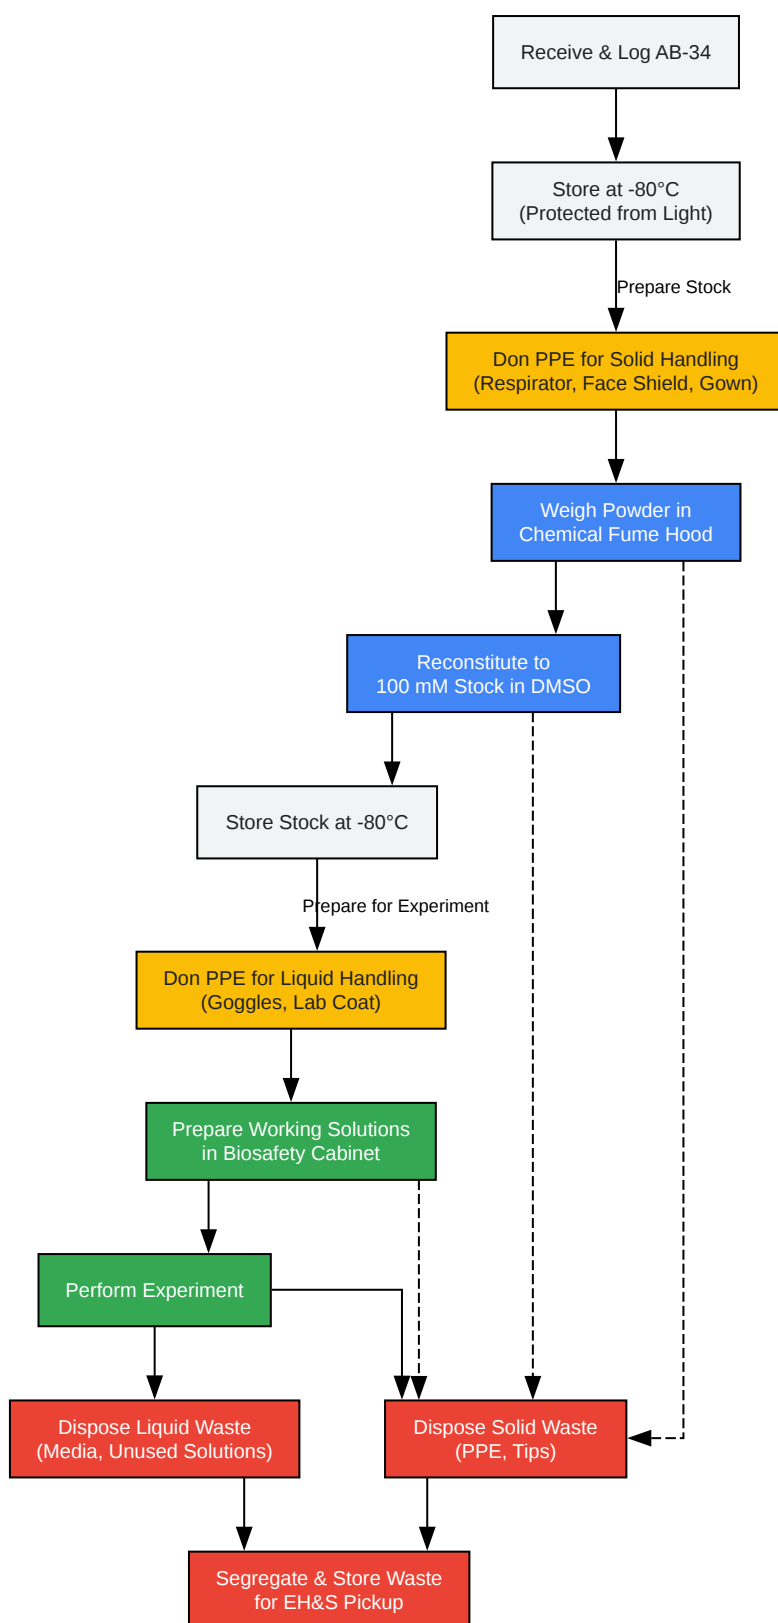 Receive & Log AB-34
Store at -80°C
(Protected from Light)
Prepare Stock
Don PPE for Solid Handling
(Respirator, Face Shield, Gown)
Weigh Powder in
Chemical Fume Hood
Reconstitute to
100 mM Stock in DMSO
Store Stock at -80°C
Prepare for Experiment
Don PPE for Liquid Handling
(Goggles, Lab Coat)
Prepare Working Solutions
in Biosafety Cabinet
Perform Experiment
Dispose Liquid Waste
(Media, Unused Solutions)
Dispose Solid Waste
(PPE, Tips)
Segregate & Store Waste
for EH&S Pickup